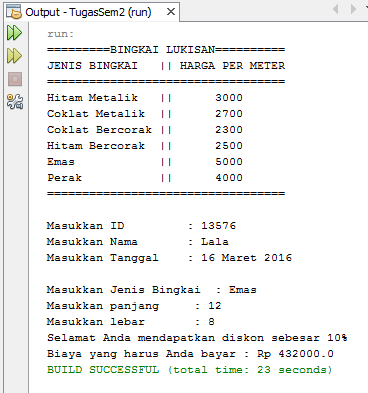 Output - TugasSem2 (run)
run:
=========BINGKAI LUKISAN==========
JENIS BINGKAI   || HARGA PER METER
==================================
Hitam Metalik   ||      3000
Coklat Metalik  ||      2700
Coklat Bercorak ||      2300
Hitam Bercorak  ||      2500
Emas            ||      5000
Perak           ||      4000
==================================
Masukkan ID         : 13576
Masukkan Nama       : Lala
Masukkan Tanggal    : 16 Maret 2016
Masukkan Jenis Bingkai  : Emas
Masukkan panjang     : 12
Masukkan lebar       : 8
Selamat Anda mendapatkan diskon sebesar 10%
Biaya yang harus Anda bayar : Rp 432000.0
BUILD SUCCESSFUL (total time: 23 seconds)